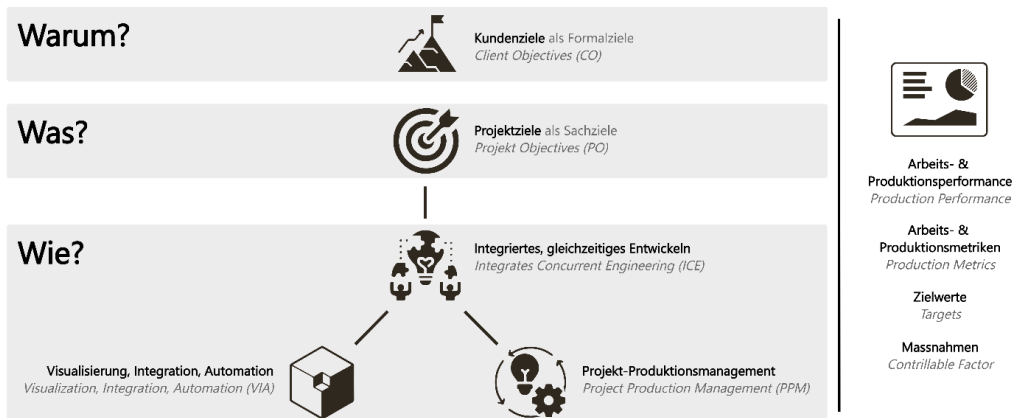 Warum?
Kundenziele als Formalziele
Client Objectives (CO)
Was?
Projektziele als Sachziele
Projekt Objectives (PO)
Wie?
Integriertes, gleichzeitiges Entwickeln
Integrates Concurrent Engineering (ICE)
Visualisierung, Integration, Automation
Visualization, Integration, Automation (VIA)
Projekt-Produktionsmanagement
Project Production Management (PPM)
Arbeits- &
Produktionsperformance
Production Performance
Arbeits- &
Produktionsmetriken
Production Metrics
Zielwerte
Targets
Massnahmen
Contrillable Factor